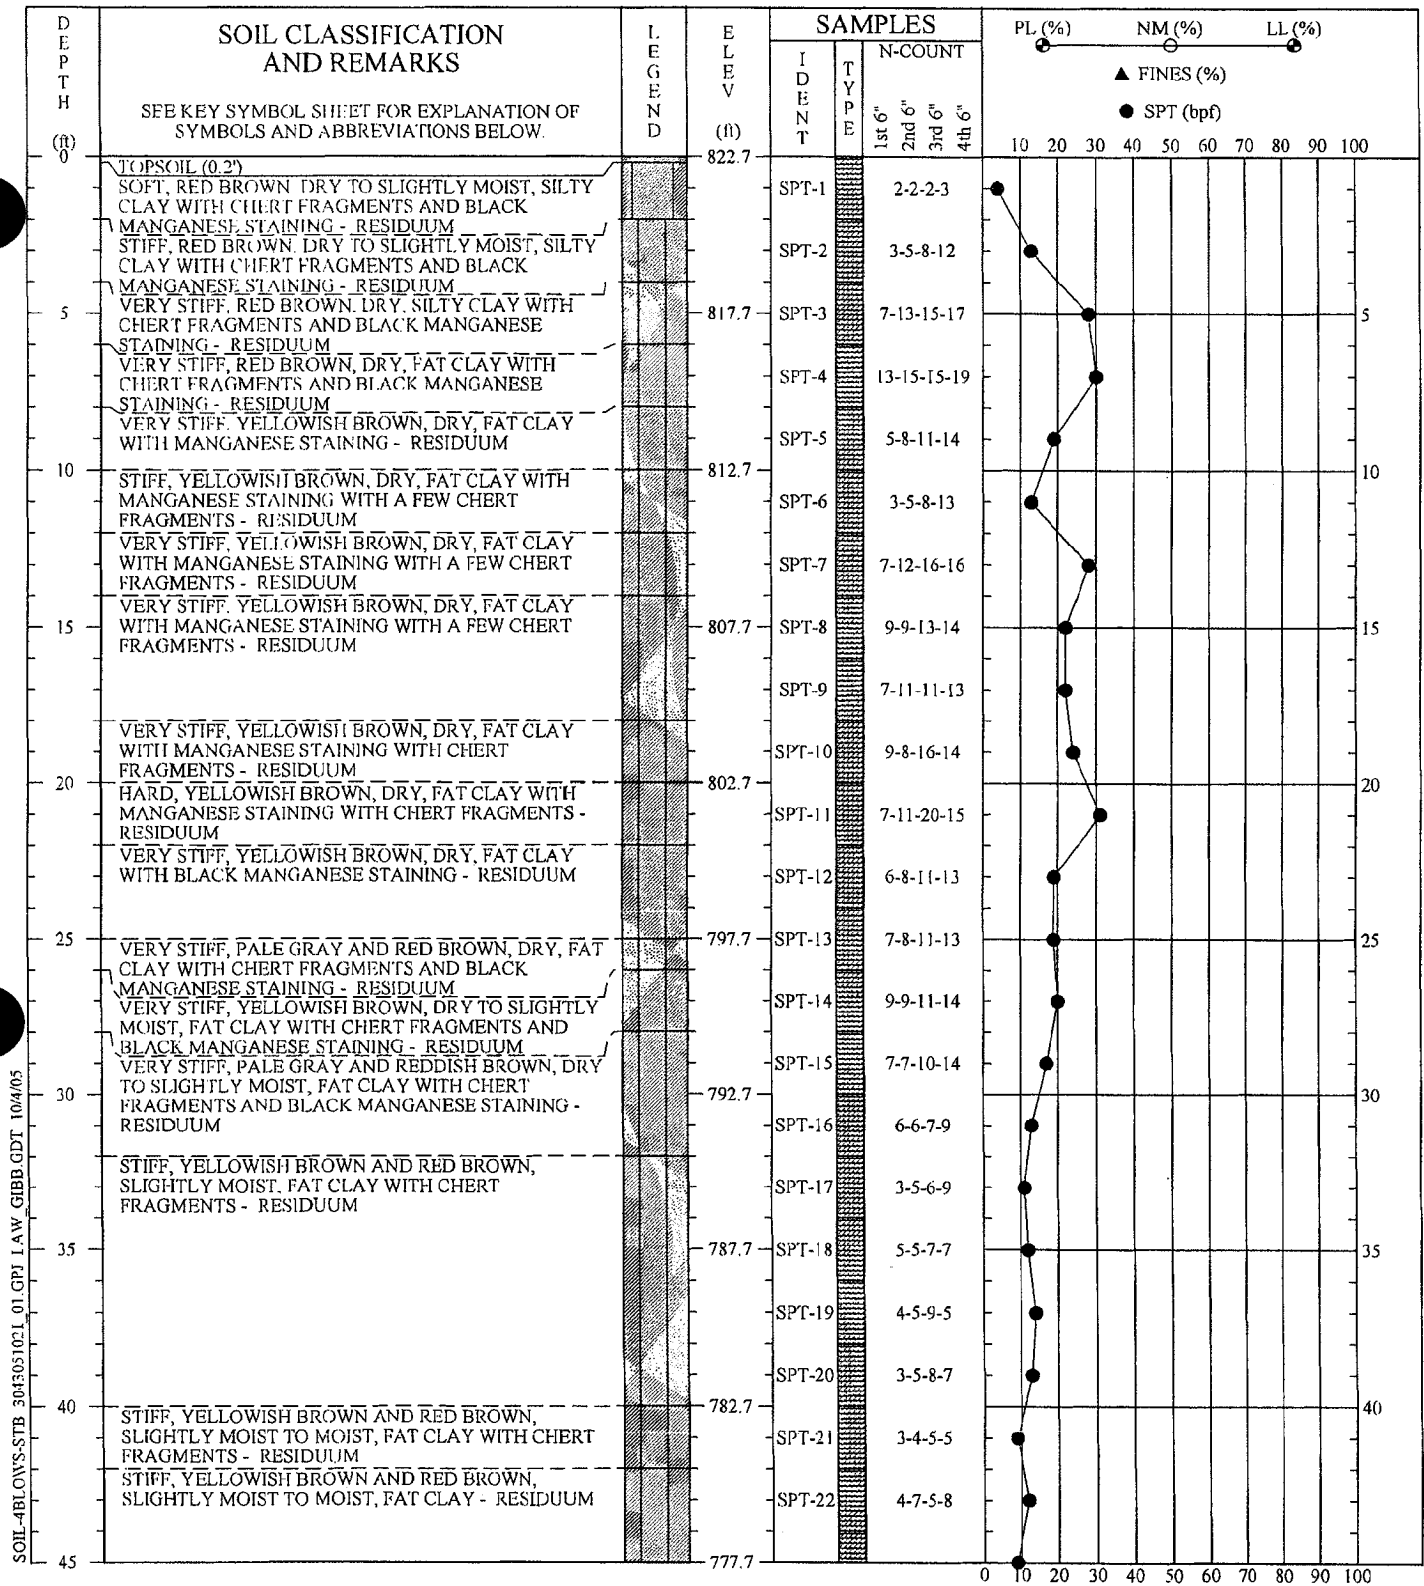 DEPTH (ft)
SOIL CLASSIFICATION
AND REMARKS
SEE KEY SYMBOL SHEET FOR EXPLANATION OF
SYMBOLS AND ABBREVIATIONS BELOW.
LEGEND
ELEV (ft)
SAMPLES
IDENT
TYPE
N-COUNT
1st 6"
2nd 6"
3rd 6"
4th 6"
PL (%) NM (%) LL (%)
▲ FINES (%)
● SPT (bpf)
10 20 30 40 50 60 70 80 90 100
0 822.7
TOPSOIL (0.2')
SOFT, RED BROWN, DRY TO SLIGHTLY MOIST, SILTY
CLAY WITH CHERT FRAGMENTS AND BLACK
MANGANESE STAINING - RESIDUUM
SPT-1 2-2-2-3
STIFF, RED BROWN, DRY TO SLIGHTLY MOIST, SILTY
CLAY WITH CHERT FRAGMENTS AND BLACK
MANGANESE STAINING - RESIDUUM
SPT-2 3-5-8-12
VERY STIFF, RED BROWN, DRY, SILTY CLAY WITH
CHERT FRAGMENTS AND BLACK MANGANESE
STAINING - RESIDUUM
5 817.7 SPT-3 7-13-15-17 5
VERY STIFF, RED BROWN, DRY, FAT CLAY WITH
CHERT FRAGMENTS AND BLACK MANGANESE
STAINING - RESIDUUM
SPT-4 13-15-15-19
VERY STIFF, YELLOWISH BROWN, DRY, FAT CLAY
WITH MANGANESE STAINING - RESIDUUM
SPT-5 5-8-11-14
10 812.7 10
STIFF, YELLOWISH BROWN, DRY, FAT CLAY WITH
MANGANESE STAINING WITH A FEW CHERT
FRAGMENTS - RESIDUUM
SPT-6 3-5-8-13
VERY STIFF, YELLOWISH BROWN, DRY, FAT CLAY
WITH MANGANESE STAINING WITH A FEW CHERT
FRAGMENTS - RESIDUUM
SPT-7 7-12-16-16
VERY STIFF, YELLOWISH BROWN, DRY, FAT CLAY
WITH MANGANESE STAINING WITH A FEW CHERT
FRAGMENTS - RESIDUUM
15 807.7 SPT-8 9-9-13-14 15
SPT-9 7-11-11-13
VERY STIFF, YELLOWISH BROWN, DRY, FAT CLAY
WITH MANGANESE STAINING WITH CHERT
FRAGMENTS - RESIDUUM
SPT-10 9-8-16-14
20 802.7 20
HARD, YELLOWISH BROWN, DRY, FAT CLAY WITH
MANGANESE STAINING WITH CHERT FRAGMENTS -
RESIDUUM
SPT-11 7-11-20-15
VERY STIFF, YELLOWISH BROWN, DRY, FAT CLAY
WITH BLACK MANGANESE STAINING - RESIDUUM
SPT-12 6-8-11-13
25 797.7 SPT-13 7-8-11-13 25
VERY STIFF, PALE GRAY AND RED BROWN, DRY, FAT
CLAY WITH CHERT FRAGMENTS AND BLACK
MANGANESE STAINING - RESIDUUM
VERY STIFF, YELLOWISH BROWN, DRY TO SLIGHTLY
MOIST, FAT CLAY WITH CHERT FRAGMENTS AND
BLACK MANGANESE STAINING - RESIDUUM
SPT-14 9-9-11-14
VERY STIFF, PALE GRAY AND REDDISH BROWN, DRY
TO SLIGHTLY MOIST, FAT CLAY WITH CHERT
FRAGMENTS AND BLACK MANGANESE STAINING -
RESIDUUM
SPT-15 7-7-10-14
30 792.7 30
SPT-16 6-6-7-9
STIFF, YELLOWISH BROWN AND RED BROWN,
SLIGHTLY MOIST, FAT CLAY WITH CHERT
FRAGMENTS - RESIDUUM
SPT-17 3-5-6-9
35 787.7 SPT-18 5-5-7-7 35
SPT-19 4-5-9-5
SPT-20 3-5-8-7
40 782.7 40
STIFF, YELLOWISH BROWN AND RED BROWN,
SLIGHTLY MOIST TO MOIST, FAT CLAY WITH CHERT
FRAGMENTS - RESIDUUM
SPT-21 3-4-5-5
STIFF, YELLOWISH BROWN AND RED BROWN,
SLIGHTLY MOIST TO MOIST, FAT CLAY - RESIDUUM
SPT-22 4-7-5-8
45 777.7
0 10 20 30 40 50 60 70 80 90 100
SOIL-4BLOWS-STB 3043051021_01.GPJ LAW_GIBB.GDT 10/4/05